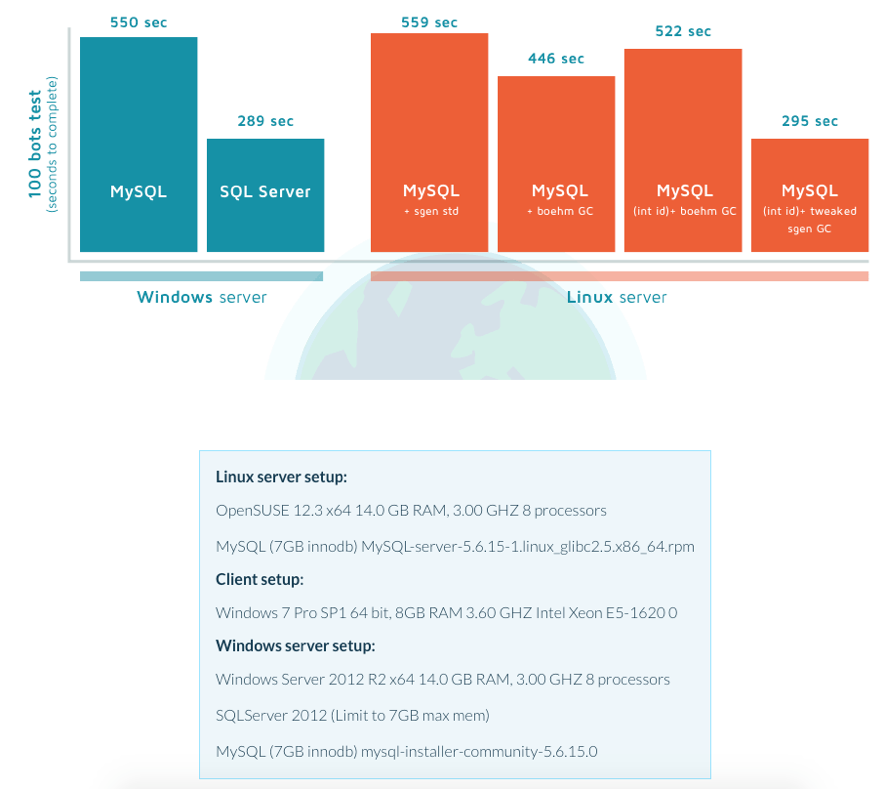 550 sec
559 sec
522 sec
446 sec
289 sec
295 sec
100 bots test
(seconds to complete)
MySQL
SQL Server
MySQL
+ sgen std
MySQL
+ boehm GC
MySQL
(int id)+ boehm GC
MySQL
(int id)+ tweaked
sgen GC
Windows server
Linux server
Linux server setup:
OpenSUSE 12.3 x64 14.0 GB RAM, 3.00 GHZ 8 processors
MySQL (7GB innodb) MySQL-server-5.6.15-1.linux_glibc2.5.x86_64.rpm
Client setup:
Windows 7 Pro SP1 64 bit, 8GB RAM 3.60 GHZ Intel Xeon E5-1620 0
Windows server setup:
Windows Server 2012 R2 x64 14.0 GB RAM, 3.00 GHZ 8 processors
SQLServer 2012 (Limit to 7GB max mem)
MySQL (7GB innodb) mysql-installer-community-5.6.15.0